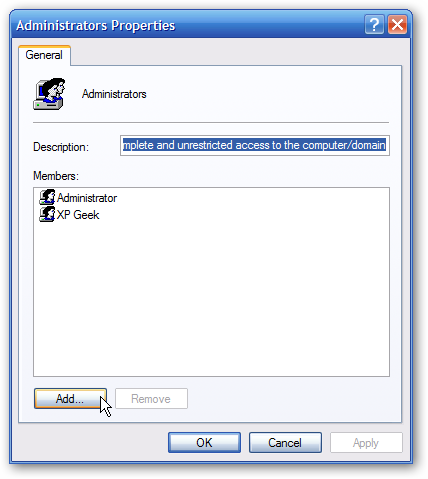 Administrators Properties
General
Administrators
Description: mplete and unrestricted access to the computer/domain
Members:
Administrator
XP Geek
Add... Remove
OK Cancel Apply